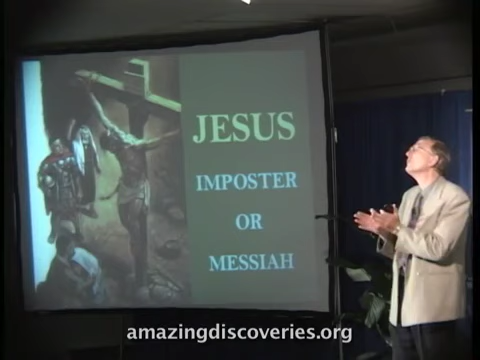 JESUS
IMPOSTER
OR
MESSIAH
amazingdiscoveries.org